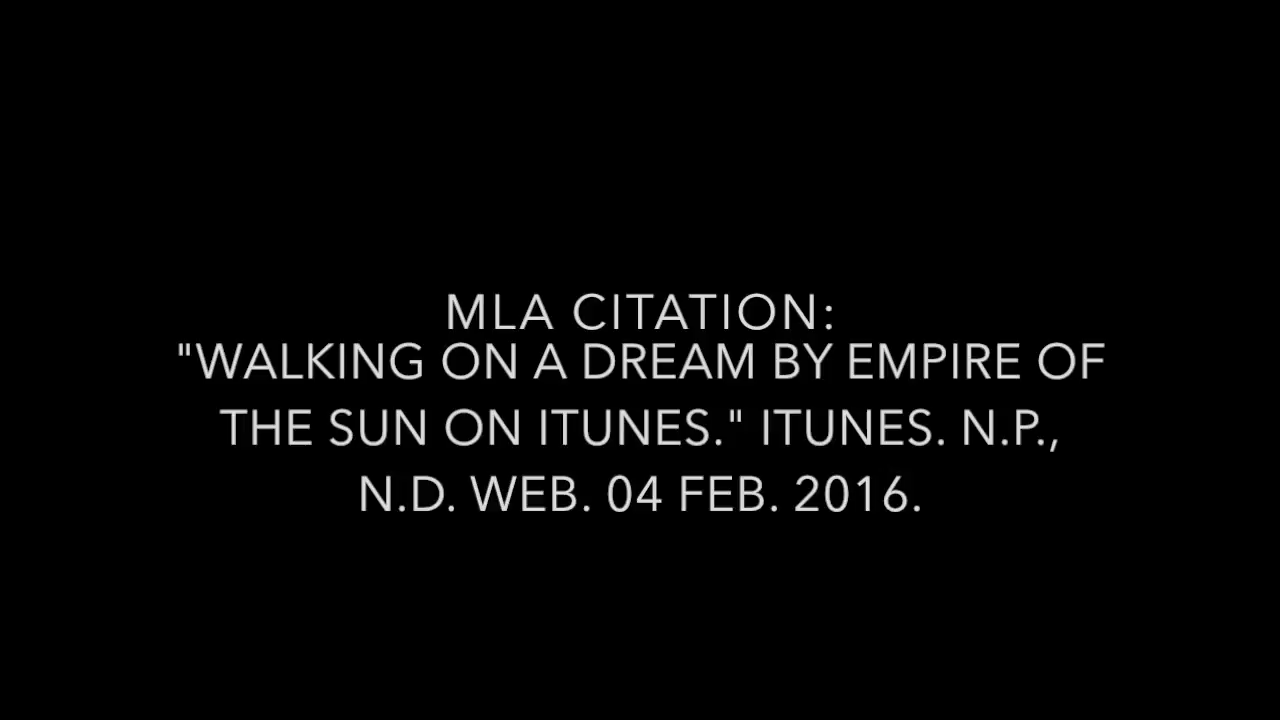 MLA CITATION:
"WALKING ON A DREAM BY EMPIRE OF
THE SUN ON ITUNES." ITUNES. N.P.,
N.D. WEB. 04 FEB. 2016.